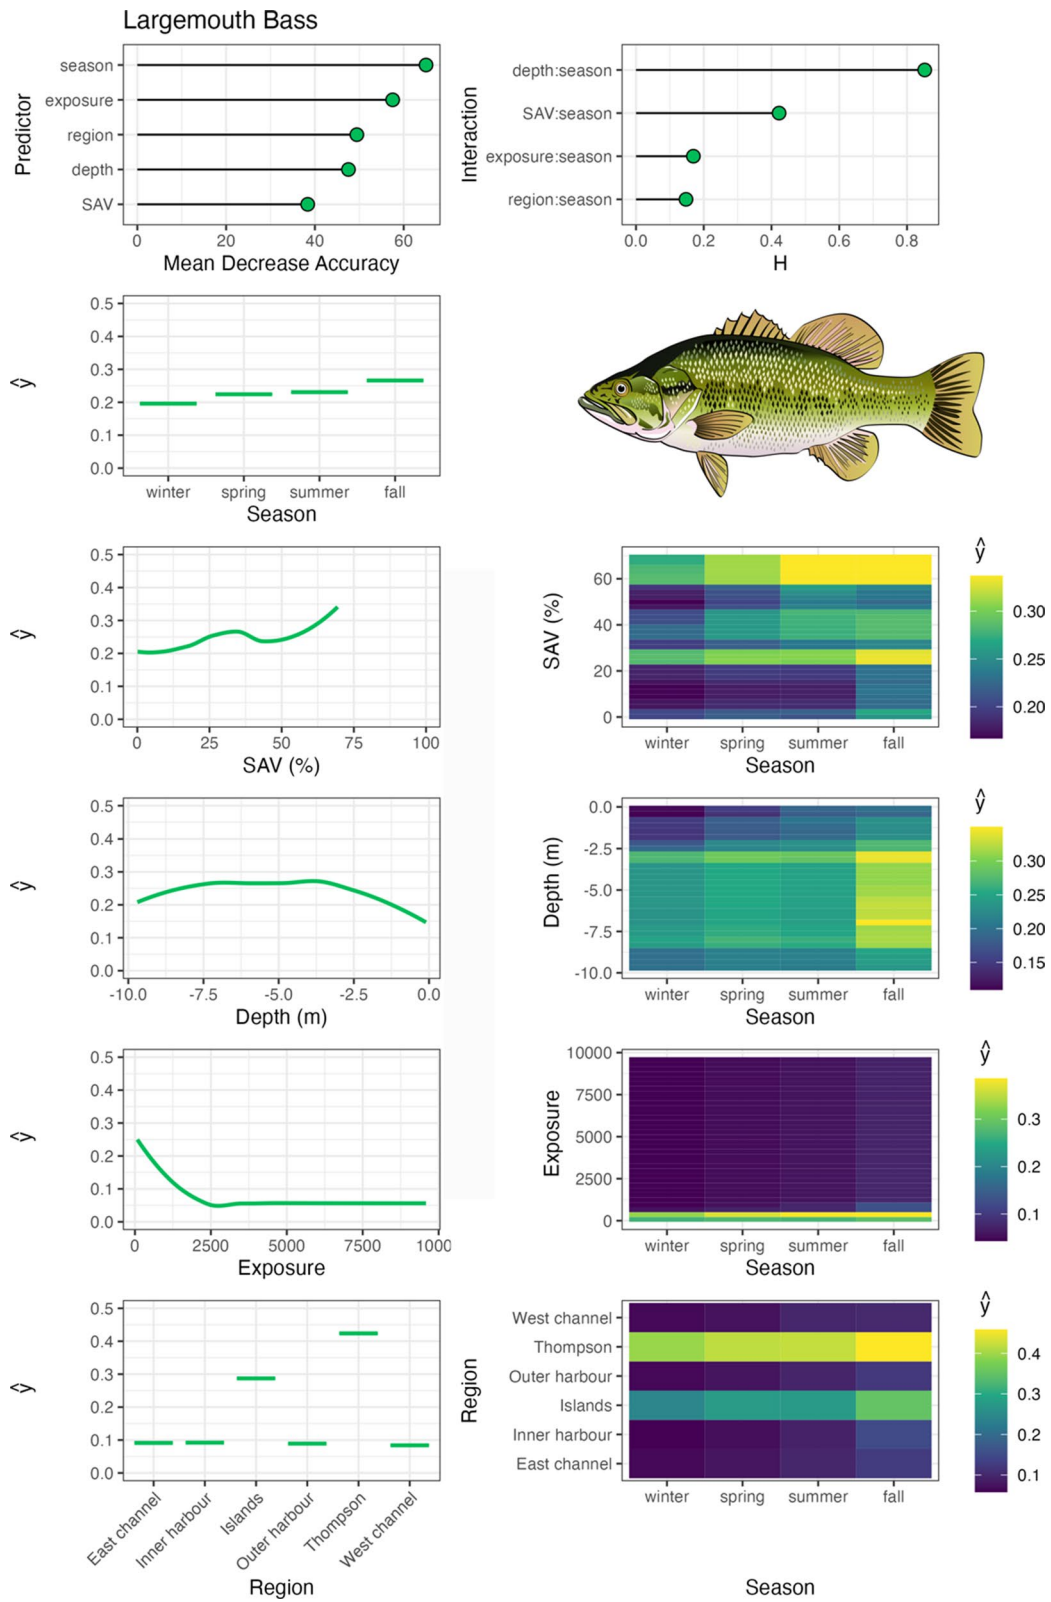 Largemouth Bass
Predictor
season
exposure
region
depth
SAV
0 20 40 60
Mean Decrease Accuracy
Interaction
depth:season
SAV:season
exposure:season
region:season
0.0 0.2 0.4 0.6 0.8
H
ŷ
0.5
0.4
0.3
0.2
0.1
0.0
winter spring summer fall
Season
ŷ
0.5
0.4
0.3
0.2
0.1
0.0
0 25 50 75 100
SAV (%)
SAV (%)
60
40
20
0
winter spring summer fall
Season
ŷ
0.30
0.25
0.20
ŷ
0.5
0.4
0.3
0.2
0.1
0.0
-10.0 -7.5 -5.0 -2.5 0.0
Depth (m)
Depth (m)
0.0
-2.5
-5.0
-7.5
-10.0
winter spring summer fall
Season
ŷ
0.30
0.25
0.20
0.15
ŷ
0.5
0.4
0.3
0.2
0.1
0.0
0 2500 5000 7500 1000
Exposure
Exposure
10000
7500
5000
2500
0
winter spring summer fall
Season
ŷ
0.3
0.2
0.1
ŷ
0.5
0.4
0.3
0.2
0.1
0.0
East channel
Inner harbour
Islands
Outer harbour
Thompson
West channel
Region
Region
West channel
Thompson
Outer harbour
Islands
Inner harbour
East channel
winter spring summer fall
Season
ŷ
0.4
0.3
0.2
0.1